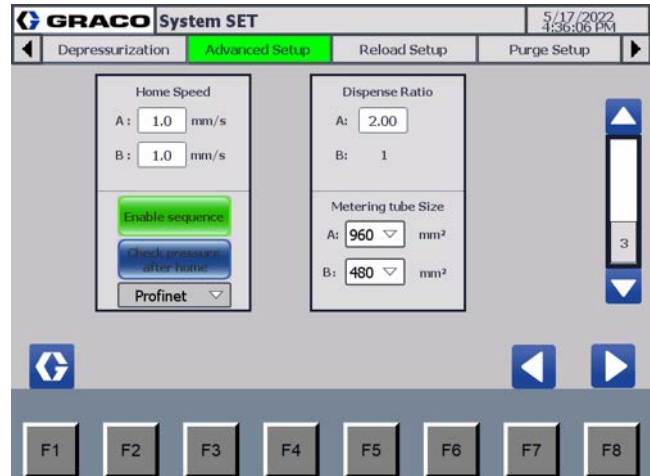 GRACO System SET 5/17/2022
4:36:06 PM
Depressurization Advanced Setup Reload Setup Purge Setup
Home Speed
A: 1.0 mm/s
B: 1.0 mm/s
Enable sequence
Check pressure
after home
Profinet
Dispense Ratio
A: 2.00
B: 1
Metering tube Size
A: 960 mm²
B: 480 mm²
3
F1 F2 F3 F4 F5 F6 F7 F8